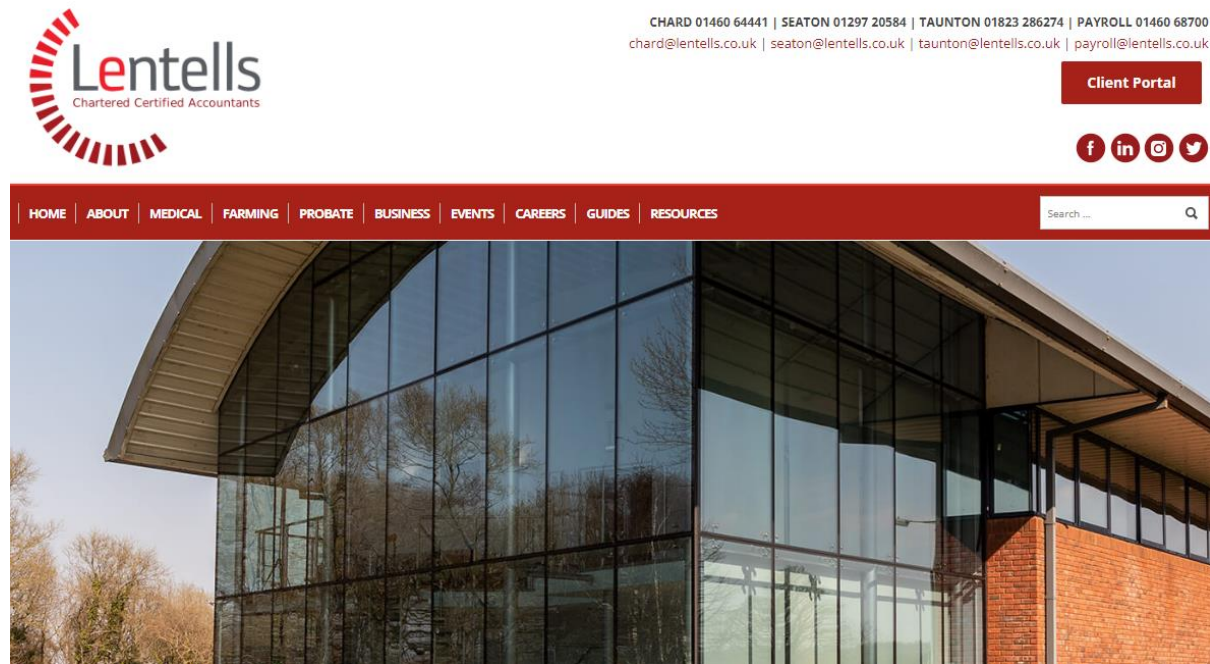 CHARD 01460 64441 | SEATON 01297 20584 | TAUNTON 01823 286274 | PAYROLL 01460 68700
chard@lentells.co.uk | seaton@lentells.co.uk | taunton@lentells.co.uk | payroll@lentells.co.uk
Lentells
Chartered Certified Accountants
Client Portal
HOME | ABOUT | MEDICAL | FARMING | PROBATE | BUSINESS | EVENTS | CAREERS | GUIDES | RESOURCES
Search ...